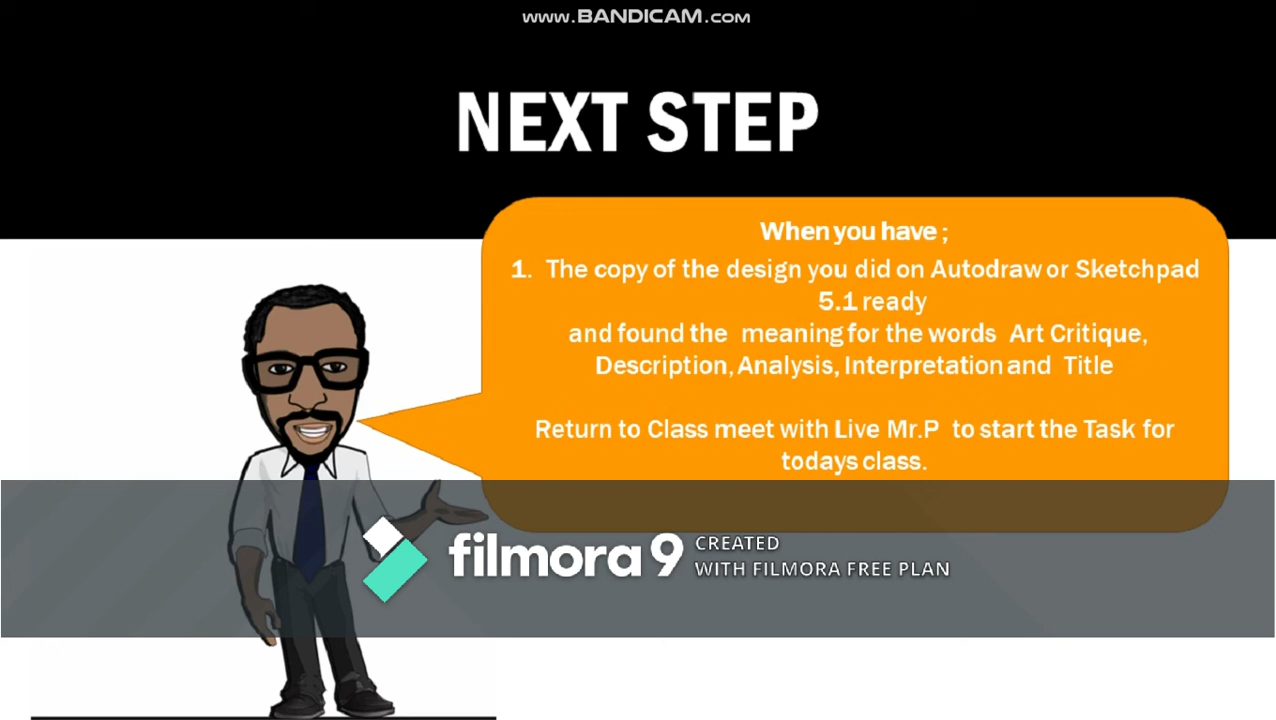 www.BANDICAM.com
NEXT STEP
When you have ;
1. The copy of the design you did on Autodraw or Sketchpad
5.1 ready
and found the meaning for the words Art Critique,
Description, Analysis, Interpretation and Title
Return to Class meet with Live Mr.P to start the Task for
todays class.
filmora 9 CREATED
WITH FILMORA FREE PLAN